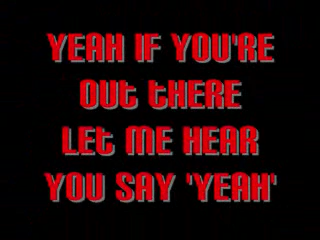 YEAH IF YOU'RE
OUt tHERE
LEt ME HEAR
YOU SAY 'YEAH'